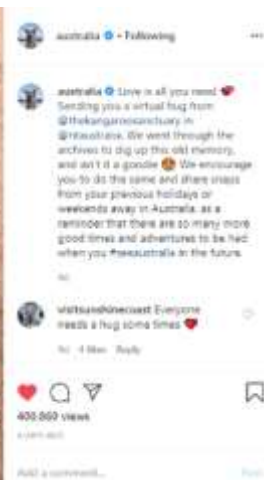 australia • Following
australia Love is all you need
Sending you a virtual hug from
@thekangaroosanctuary in
@ntaustralia. We went through the
archives to dig up this old memory,
and isn't it a goodie We encourage
you to do the same and share snaps
from your previous holidays or
weekends away in Australia, as a
reminder that there are so many more
good times and adventures to be had
when you #seeaustralia in the future.
visitsunshinecoast Everyone
needs a hug some times
4 likes Reply
views
Add a comment...
Post